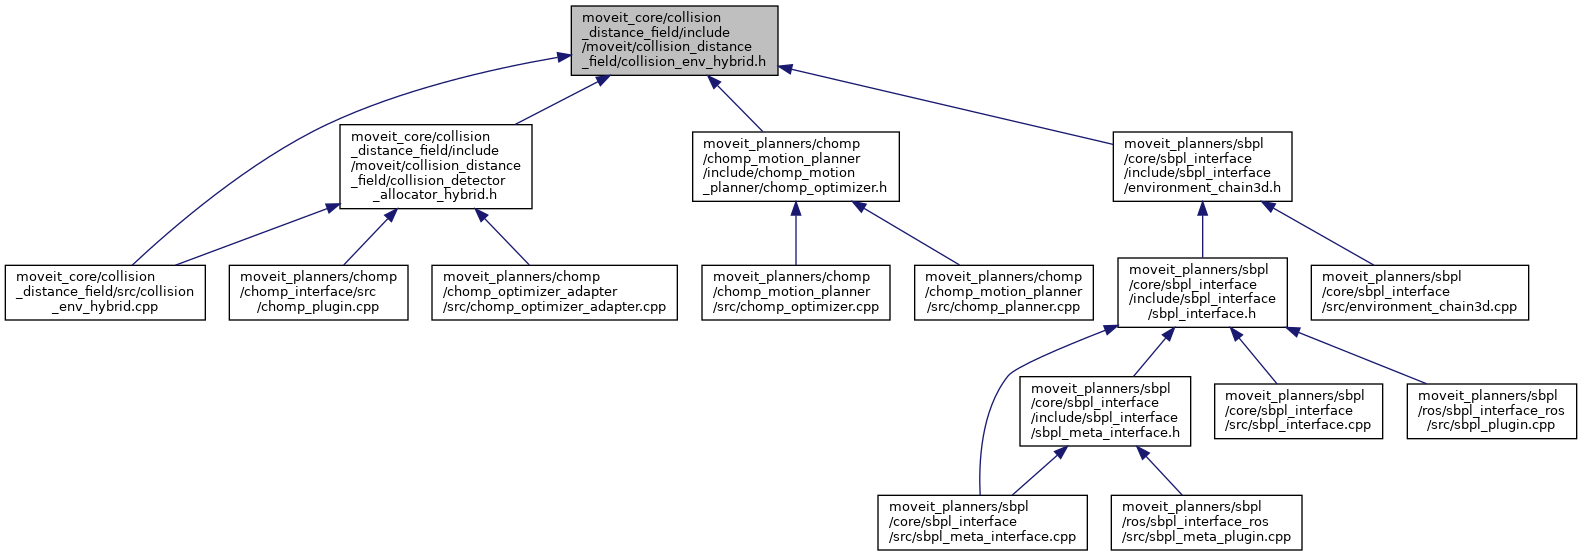 moveit_core/collision
_distance_field/include
/moveit/collision_distance
_field/collision_env_hybrid.h
moveit_core/collision
_distance_field/include
/moveit/collision_distance
_field/collision_detector
_allocator_hybrid.h
moveit_planners/chomp
/chomp_motion_planner
/include/chomp_motion
_planner/chomp_optimizer.h
moveit_planners/sbpl
/core/sbpl_interface
/include/sbpl_interface
/environment_chain3d.h
moveit_core/collision
_distance_field/src/collision
_env_hybrid.cpp
moveit_planners/chomp
/chomp_interface/src
/chomp_plugin.cpp
moveit_planners/chomp
/chomp_optimizer_adapter
/src/chomp_optimizer_adapter.cpp
moveit_planners/chomp
/chomp_motion_planner
/src/chomp_optimizer.cpp
moveit_planners/chomp
/chomp_motion_planner
/src/chomp_planner.cpp
moveit_planners/sbpl
/core/sbpl_interface
/include/sbpl_interface
/sbpl_interface.h
moveit_planners/sbpl
/core/sbpl_interface
/src/environment_chain3d.cpp
moveit_planners/sbpl
/core/sbpl_interface
/include/sbpl_interface
/sbpl_meta_interface.h
moveit_planners/sbpl
/core/sbpl_interface
/src/sbpl_interface.cpp
moveit_planners/sbpl
/ros/sbpl_interface_ros
/src/sbpl_plugin.cpp
moveit_planners/sbpl
/core/sbpl_interface
/src/sbpl_meta_interface.cpp
moveit_planners/sbpl
/ros/sbpl_interface_ros
/src/sbpl_meta_plugin.cpp